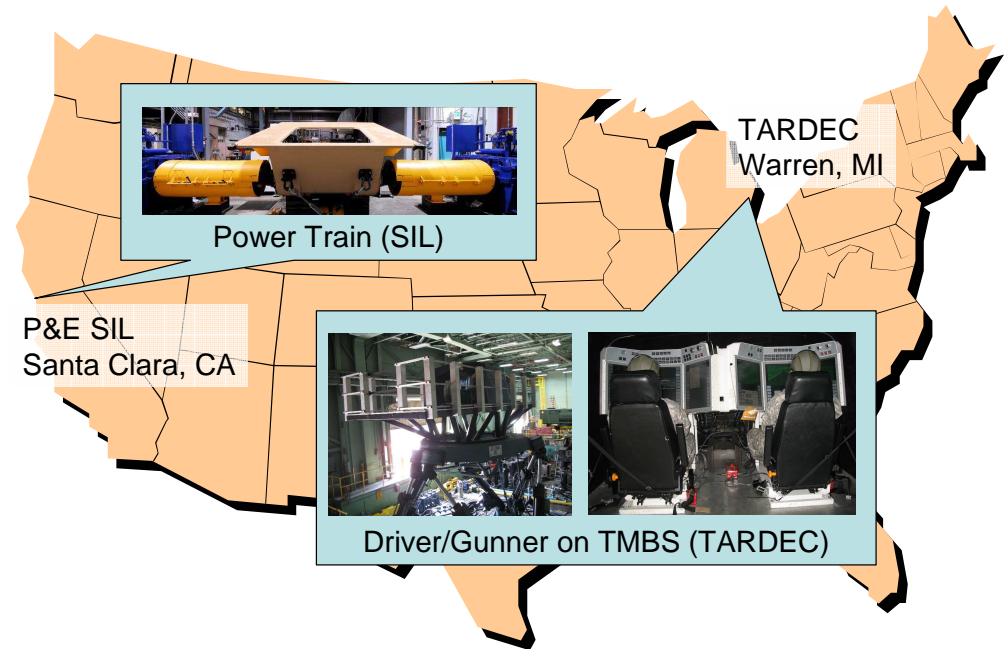 TARDEC
Warren, MI
Power Train (SIL)
P&E SIL
Santa Clara, CA
Driver/Gunner on TMBS (TARDEC)